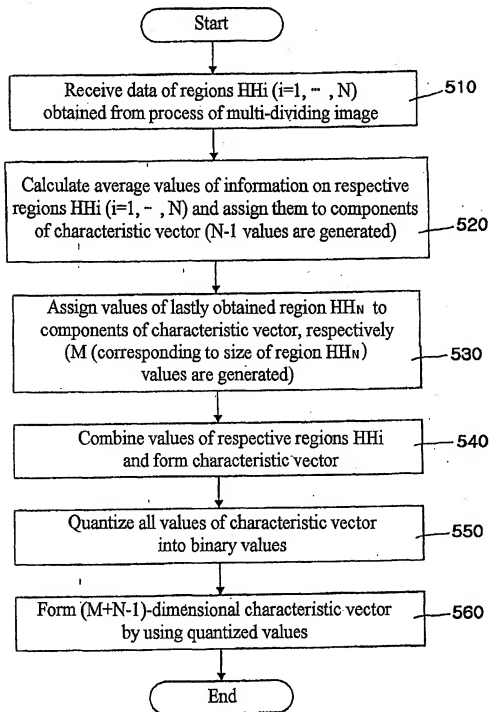 Start
Receive data of regions HHi (i=1, ··· , N)
obtained from process of multi-dividing image
510
Calculate average values of information on respective
regions HHi (i=1, ··· , N) and assign them to components
of characteristic vector (N-1 values are generated)
520
Assign values of lastly obtained region HHN to
components of characteristic vector, respectively
(M (corresponding to size of region HHN)
values are generated)
530
Combine values of respective regions HHi
and form characteristic vector
540
Quantize all values of characteristic vector
into binary values
550
Form (M+N-1)-dimensional characteristic vector
by using quantized values
560
End